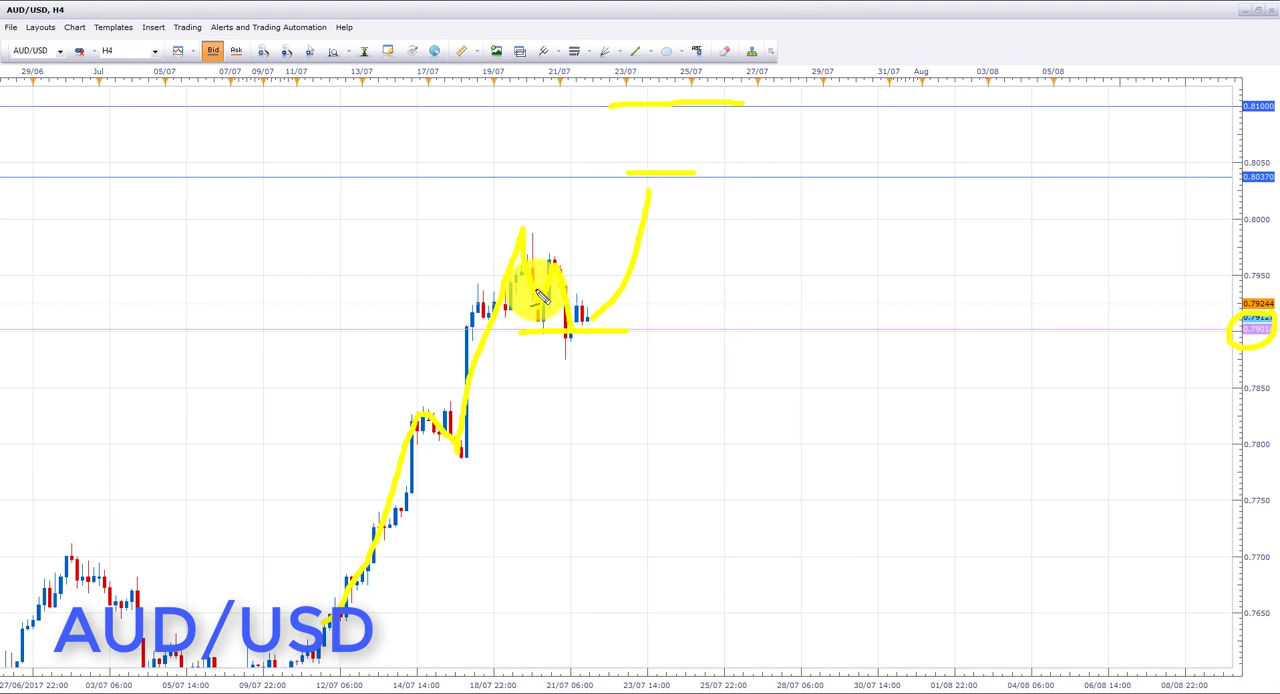 AUD/USD, H4
File Layouts Chart Templates Insert Trading Alerts and Trading Automation Help
AUD/USD H4 Bid Ask ABC
29/06 Jul 05/07 07/07 09/07 11/07 13/07 17/07 19/07 21/07 23/07 25/07 27/07 29/07 31/07 Aug 03/08 05/08
0.81000
0.8050
0.80370
0.8000
0.7950
0.79244
0.7850
0.7800
0.7750
0.7700
0.7650
AUD/USD
27/06/2017 22:00 03/07 06:00 05/07 14:00 09/07 22:00 12/07 06:00 14/07 14:00 18/07 22:00 21/07 06:00 23/07 14:00 25/07 22:00 28/07 06:00 30/07 14:00 01/08 22:00 04/08 06:00 06/08 14:00 08/08 22:00